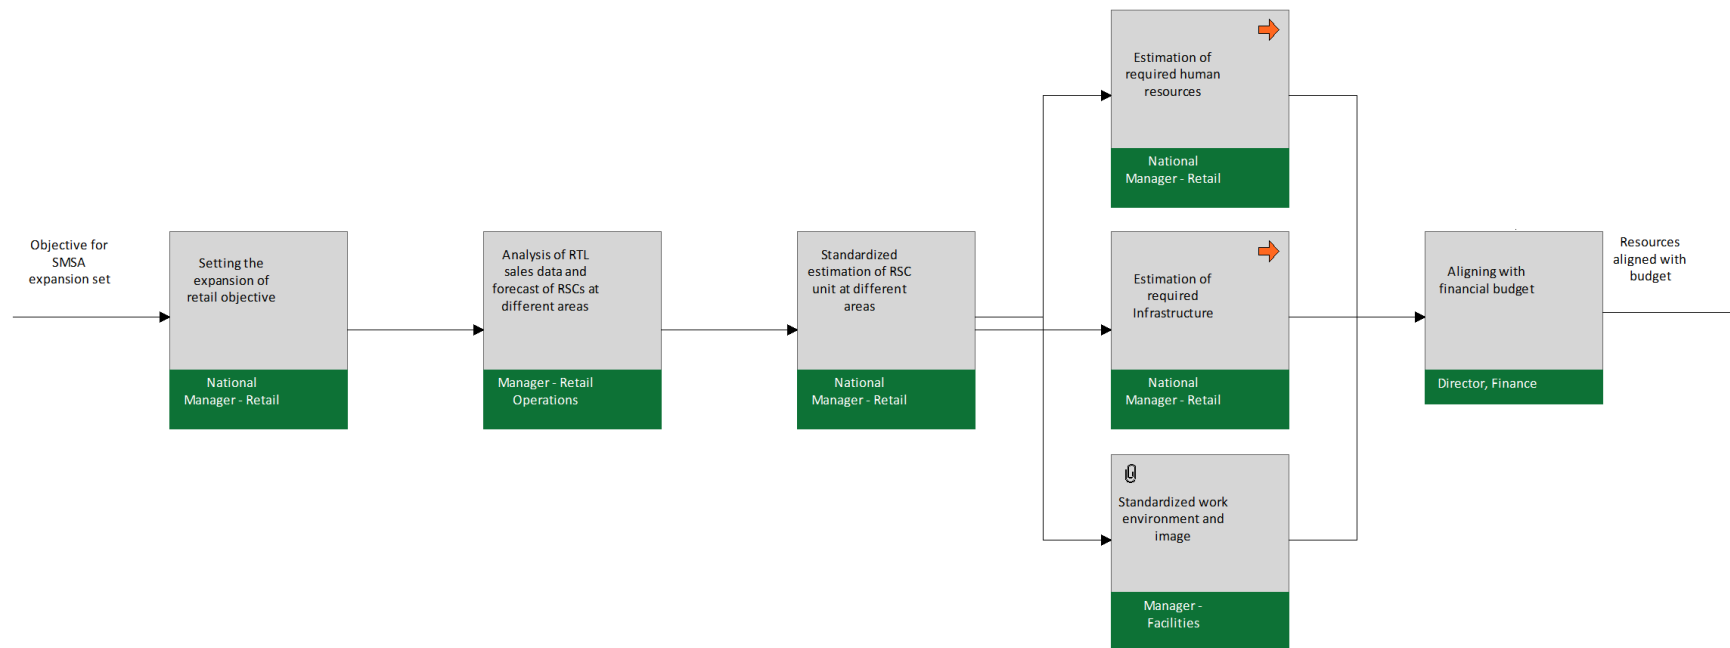 Objective for
SMSA
expansion set
Setting the
expansion of
retail objective
National
Manager - Retail
Analysis of RTL
sales data and
forecast of RSCs at
different areas
Manager - Retail
Operations
Standardized
estimation of RSC
unit at different
areas
National
Manager - Retail
Estimation of
required human
resources
National
Manager - Retail
Estimation of
required
Infrastructure
National
Manager - Retail
Standardized work
environment and
image
Manager -
Facilities
Aligning with
financial budget
Director, Finance
Resources
aligned with
budget